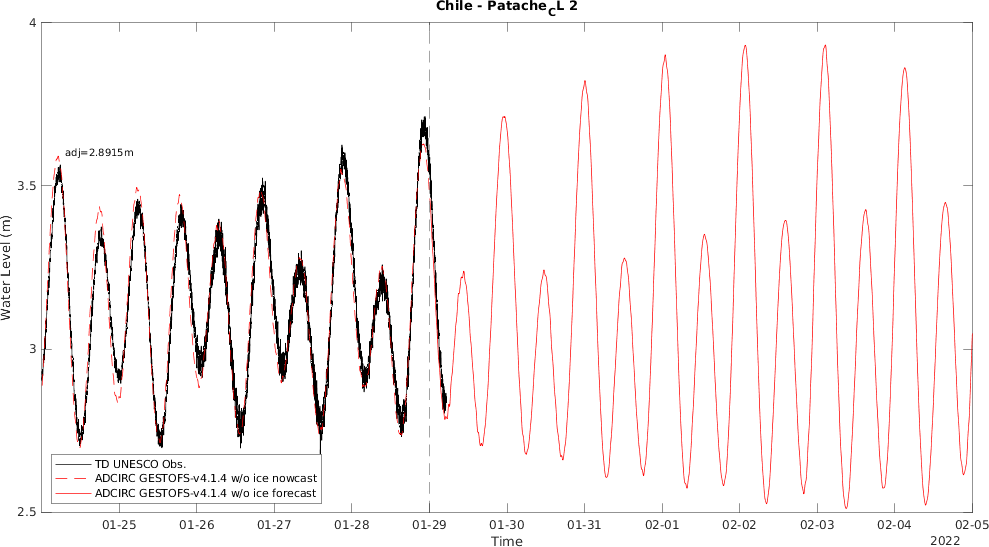 Chile - Patache_CL 2
4
adj=2.8915m
3.5
Water Level (m)
3
TD UNESCO Obs.
ADCIRC GESTOFS-v4.1.4 w/o ice nowcast
ADCIRC GESTOFS-v4.1.4 w/o ice forecast
2.5
01-25 01-26 01-27 01-28 01-29 01-30 01-31 02-01 02-02 02-03 02-04 02-05
Time
2022